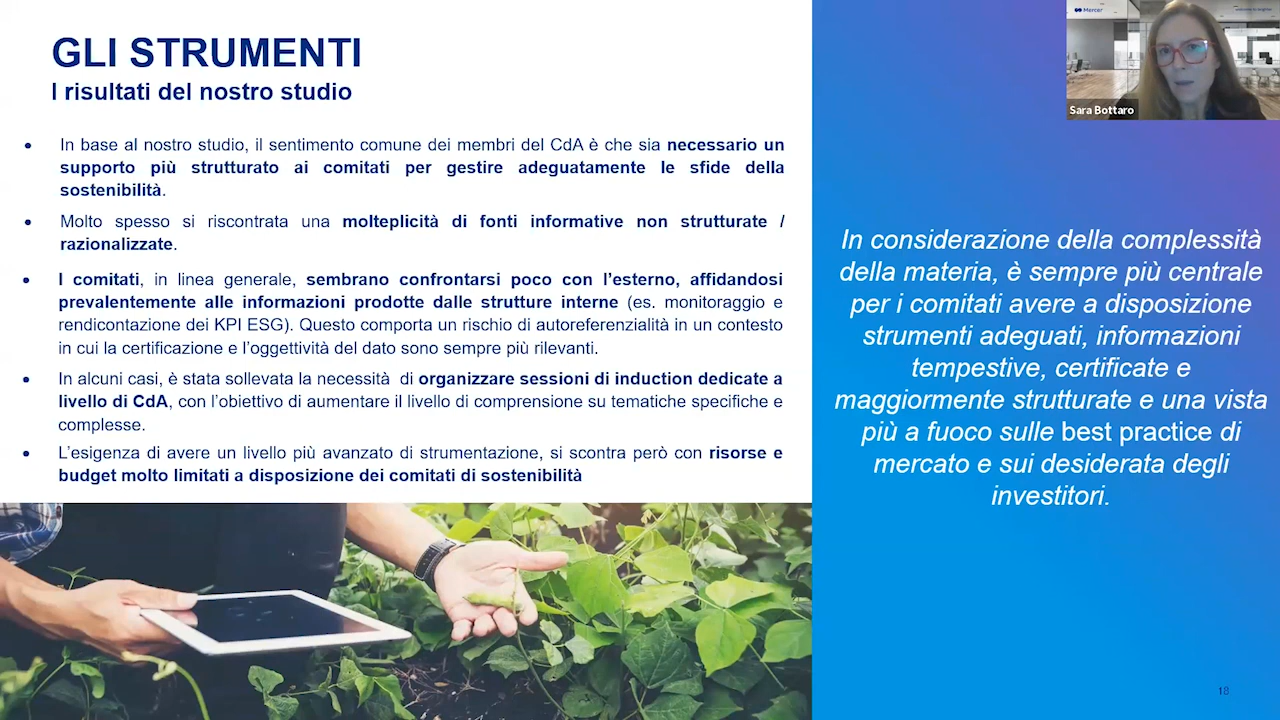 GLI STRUMENTI
I risultati del nostro studio
• In base al nostro studio, il sentimento comune dei membri del CdA è che sia necessario un
supporto più strutturato ai comitati per gestire adeguatamente le sfide della
sostenibilità.
• Molto spesso si riscontrata una molteplicità di fonti informative non strutturate /
razionalizzate.
• I comitati, in linea generale, sembrano confrontarsi poco con l'esterno, affidandosi
prevalentemente alle informazioni prodotte dalle strutture interne (es. monitoraggio e
rendicontazione dei KPI ESG). Questo comporta un rischio di autoreferenzialità in un contesto
in cui la certificazione e l'oggettività del dato sono sempre più rilevanti.
• In alcuni casi, è stata sollevata la necessità di organizzare sessioni di induction dedicate a
livello di CdA, con l'obiettivo di aumentare il livello di comprensione su tematiche specifiche e
complesse.
• L'esigenza di avere un livello più avanzato di strumentazione, si scontra però con risorse e
budget molto limitati a disposizione dei comitati di sostenibilità
Mercer
Sara Bottaro
In considerazione della complessità
della materia, è sempre più centrale
per i comitati avere a disposizione
strumenti adeguati, informazioni
tempestive, certificate e
maggiormente strutturate e una vista
più a fuoco sulle best practice di
mercato e sui desiderata degli
investitori.
18